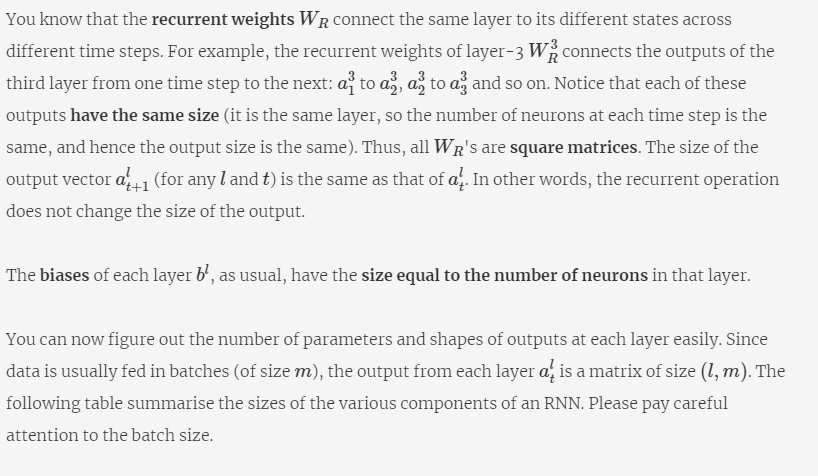 You know that the recurrent weights W_R connect the same layer to its different states across
different time steps. For example, the recurrent weights of layer-3 W_R^3 connects the outputs of the
third layer from one time step to the next: a_1^3 to a_2^3, a_2^3 to a_3^3 and so on. Notice that each of these
outputs have the same size (it is the same layer, so the number of neurons at each time step is the
same, and hence the output size is the same). Thus, all W_R's are square matrices. The size of the
output vector a_{t+1}^l (for any l and t) is the same as that of a_t^l. In other words, the recurrent operation
does not change the size of the output.
The biases of each layer b^l, as usual, have the size equal to the number of neurons in that layer.
You can now figure out the number of parameters and shapes of outputs at each layer easily. Since
data is usually fed in batches (of size m), the output from each layer a_t^l is a matrix of size (l, m). The
following table summarise the sizes of the various components of an RNN. Please pay careful
attention to the batch size.